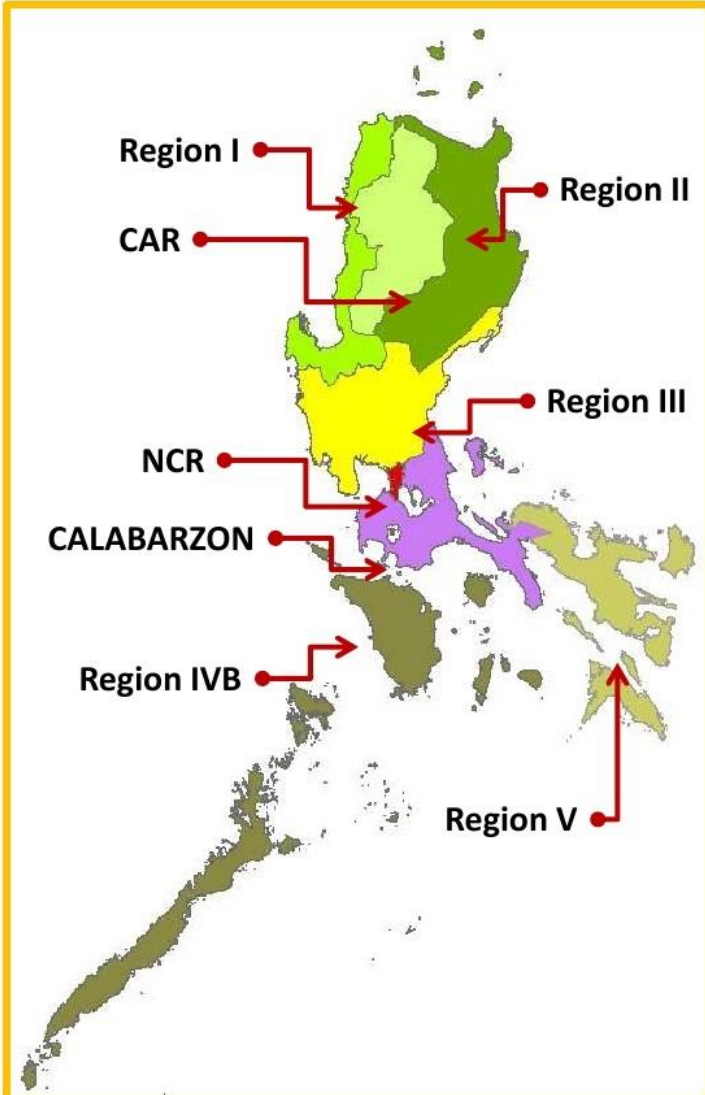 Region I
Region II
CAR
Region III
NCR
CALABARZON
Region IVB
Region V